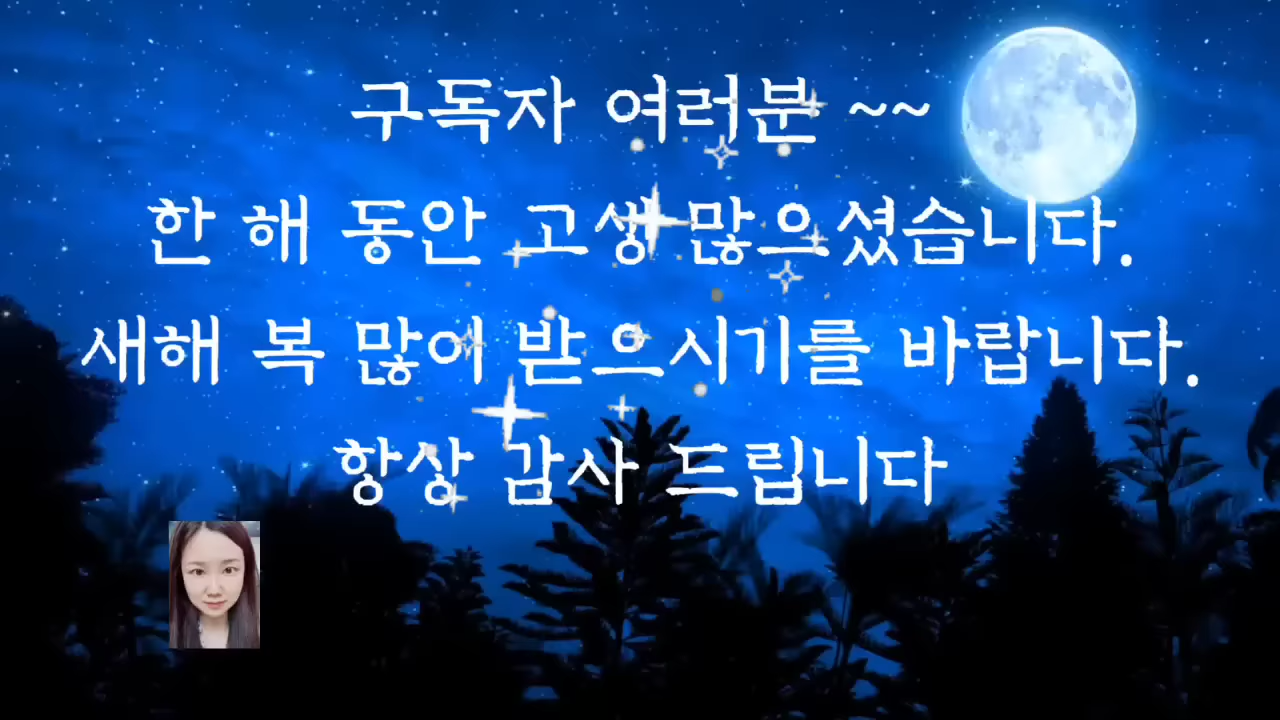 구독자 여러분 ~~
한 해 동안 고생 많으셨습니다.
새해 복 많이 받으시기를 바랍니다.
항상 감사 드립니다